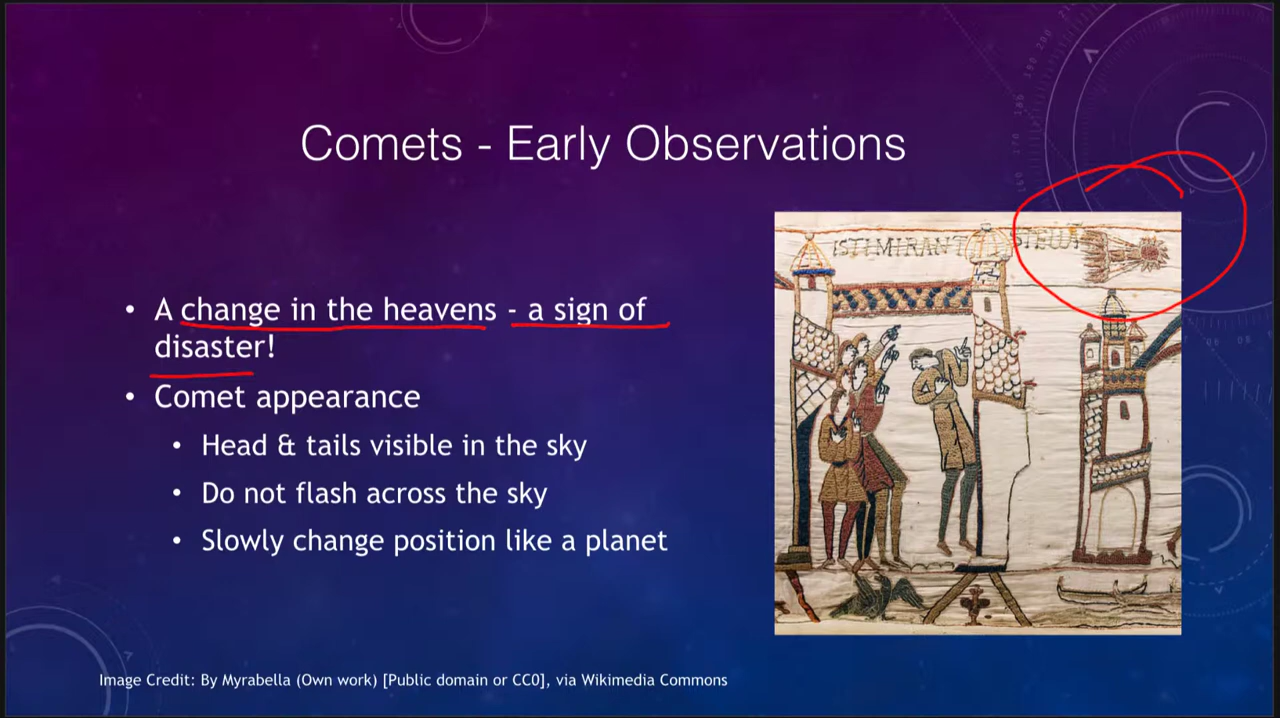 Comets - Early Observations
• A change in the heavens - a sign of
disaster!
• Comet appearance
• Head & tails visible in the sky
• Do not flash across the sky
• Slowly change position like a planet
ISTI MIRANT STELLA
Image Credit: By Myrabella (Own work) [Public domain or CC0], via Wikimedia Commons